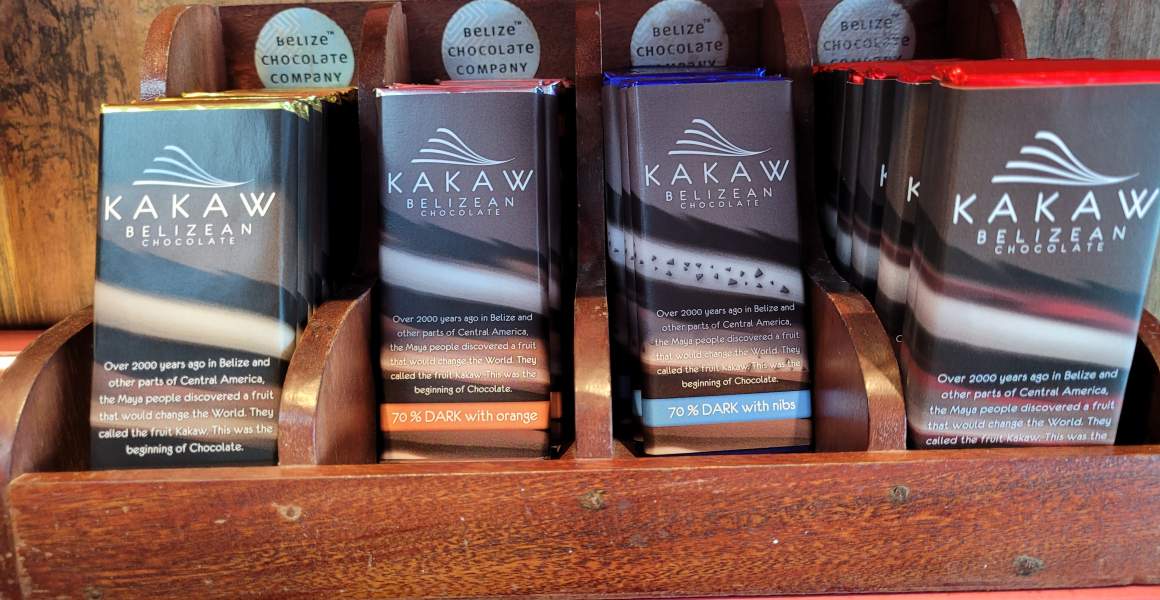 BELIZE™
CHOCOLATE
COMPANY
BELIZE™
CHOCOLATE
COMPANY
BELIZE™
CHOCOLATE
COMPANY
BELIZE™
CHOCOLATE
KAKAW
BELIZEAN
CHOCOLATE
Over 2000 years ago in Belize and
other parts of Central America,
the Maya people discovered a fruit
that would change the World. They
called the fruit Kakaw. This was the
beginning of Chocolate.
KAKAW
BELIZEAN
CHOCOLATE
Over 2000 years ago in Belize and
other parts of Central America,
the Maya people discovered a fruit
that would change the World. They
called the fruit Kakaw. This was the
beginning of Chocolate.
70 % DARK with orange
KAKAW
BELIZEAN
CHOCOLATE
Over 2000 years ago in Belize and
other parts of Central America,
the Maya people discovered a fruit
that would change the World. They
called the fruit Kakaw. This was the
beginning of Chocolate.
70 % DARK with nibs
K
K
KAKAW
BELIZEAN
CHOCOLATE
Over 2000 years ago in Belize and
other parts of Central America,
the Maya people discovered a fruit
that would change the World. They
called the fruit Kakaw. This was the